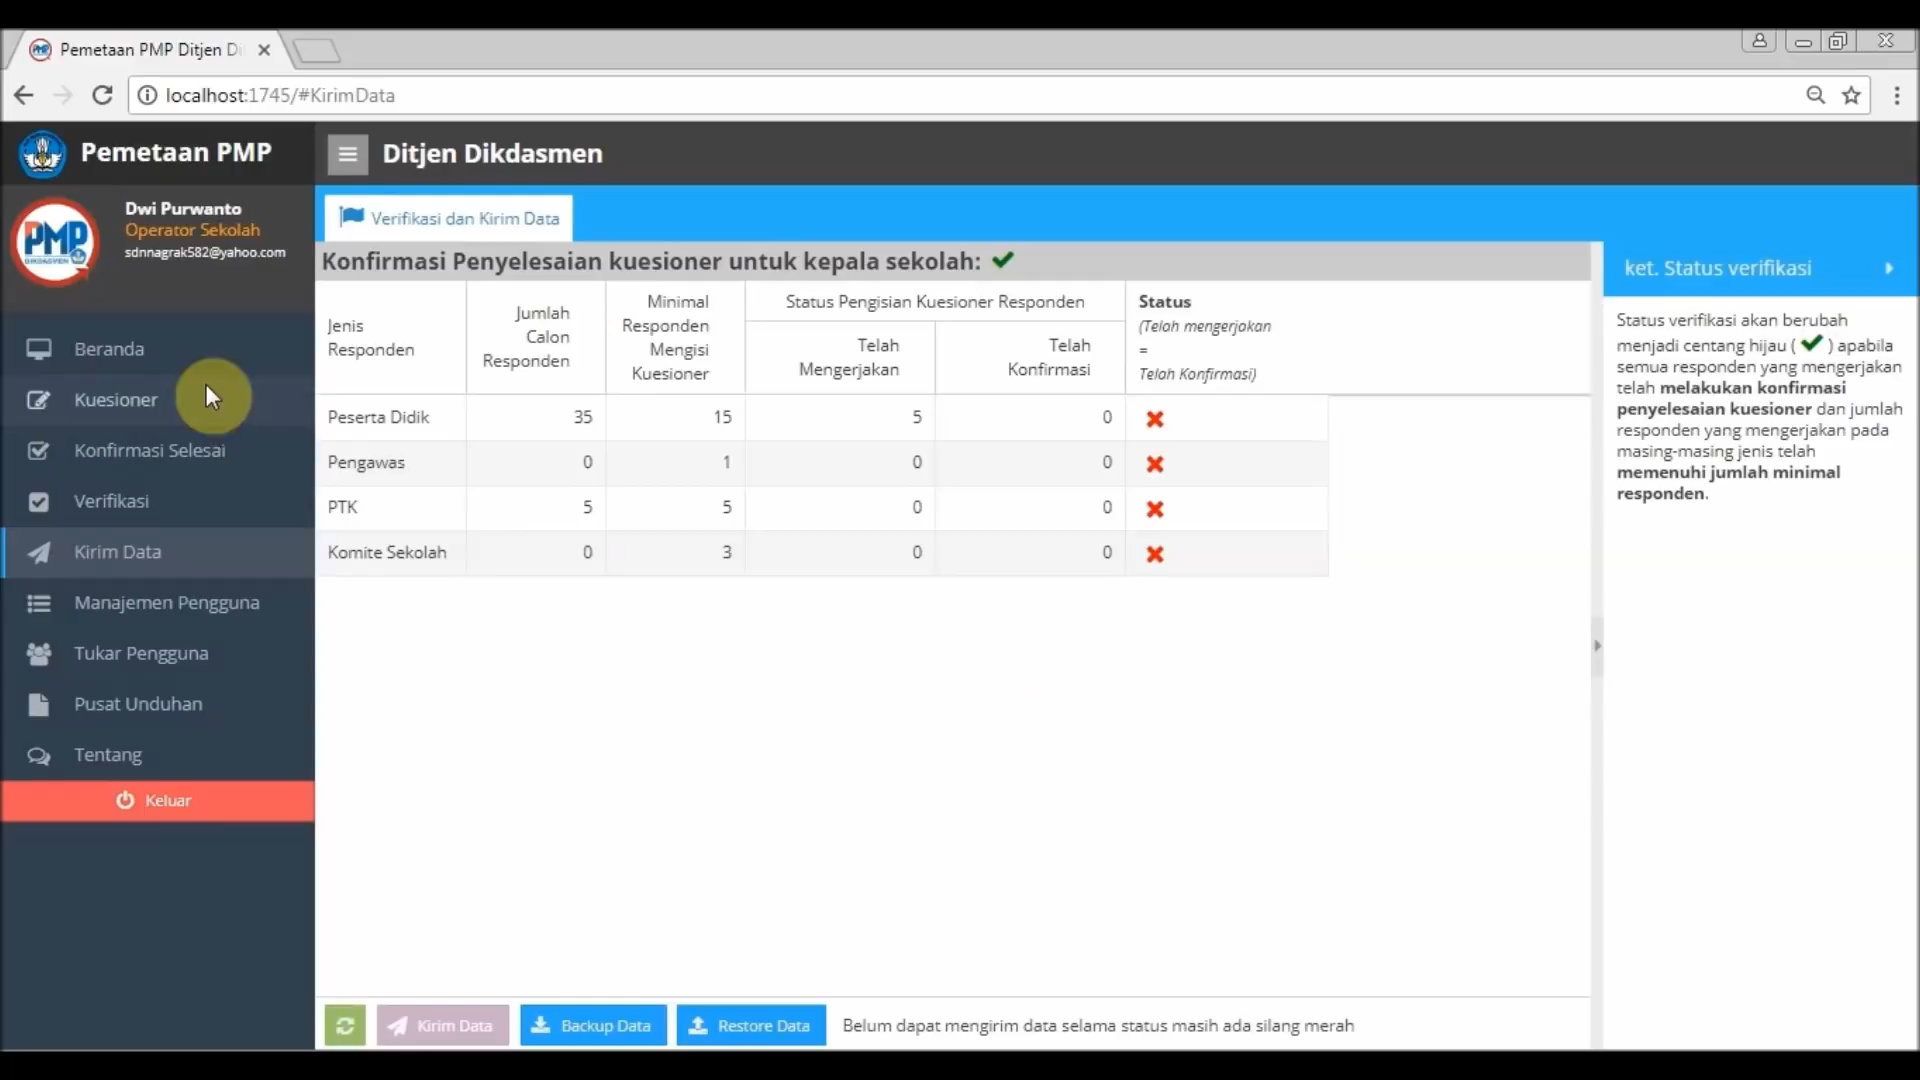 Pemetaan PMP Ditjen Di
localhost:1745/#KirimData
Pemetaan PMP
Ditjen Dikdasmen
PMP
DIKDASMEN
Dwi Purwanto
Operator Sekolah
sdnnagrak582@yahoo.com
Beranda
Kuesioner
Konfirmasi Selesai
Verifikasi
Kirim Data
Manajemen Pengguna
Tukar Pengguna
Pusat Unduhan
Tentang
Keluar
Verifikasi dan Kirim Data
Konfirmasi Penyelesaian kuesioner untuk kepala sekolah:
Jenis
Responden
Jumlah
Calon
Responden
Minimal
Responden
Mengisi
Kuesioner
Status Pengisian Kuesioner Responden
Telah
Mengerjakan
Telah
Konfirmasi
Status
(Telah mengerjakan
=
Telah Konfirmasi)
Peserta Didik 35 15 5 0
Pengawas 0 1 0 0
PTK 5 5 0 0
Komite Sekolah 0 3 0 0
Kirim Data
Backup Data
Restore Data
Belum dapat mengirim data selama status masih ada silang merah
ket. Status verifikasi
Status verifikasi akan berubah
menjadi centang hijau ( ✔ ) apabila
semua responden yang mengerjakan
telah melakukan konfirmasi
penyelesaian kuesioner dan jumlah
responden yang mengerjakan pada
masing-masing jenis telah
memenuhi jumlah minimal
responden.